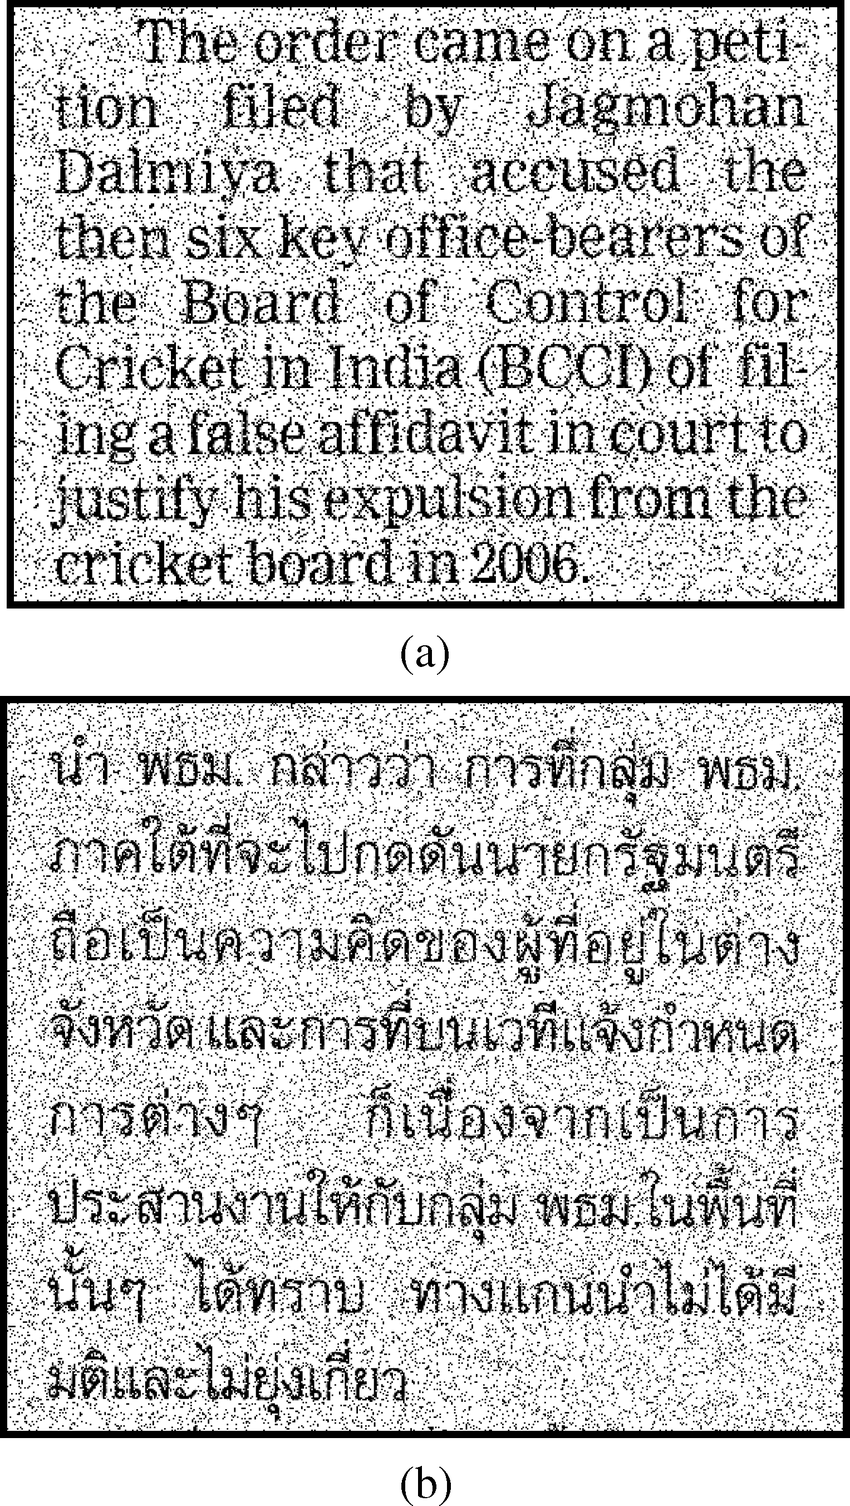 The order came on a peti-
tion filed by Jagmohan
Dalmiya that accused the
then six key office-bearers of
the Board of Control for
Cricket in India (BCCI) of fil-
ing a false affidavit in court to
justify his expulsion from the
cricket board in 2006.
(a)
นำ พธม. กล่าวว่า การที่กลุ่ม พธม.
ภาคใต้ที่จะไปกดดันนายกรัฐมนตรี
ถือเป็นความคิดของผู้ที่อยู่ในต่าง
จังหวัด และการที่บนเวทีแจ้งกำหนด
การต่างๆ ก็เนื่องจากเป็นการ
ประสานงานให้กับกลุ่ม พธม.ในพื้นที่
นั้นๆ ได้ทราบ ทางแกนนำไม่ได้มี
มติและไม่ยุ่งเกี่ยว
(b)